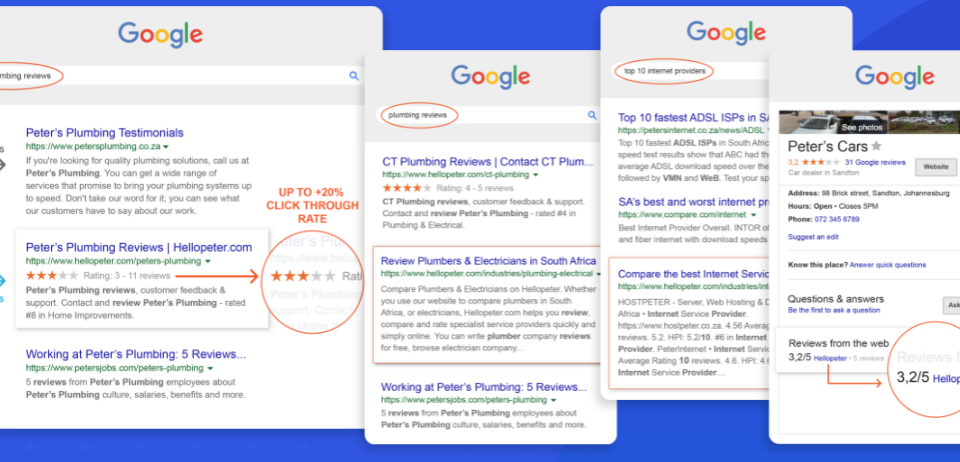 Google
mbing reviews
Peter's Plumbing Testimonials
https://www.petersplumbing.co.za
If you're looking for quality plumbing solutions, call us at
Peter's Plumbing. You can get a wide range of
services that promise to bring your plumbing systems up
to speed. Don't take our word for it; you can see what
our customers have to say about our work.
UP TO +20%
CLICK THROUGH
RATE
Peter's Plumbing Reviews | Hellopeter.com
https://www.hellopeter.com/peters-plumbing
Rating: 3 - 11 reviews
Peter's Plumbing reviews, customer feedback &
support. Contact and review Peter's Plumbing - rated
#8 in Home Improvements.
Rati
Working at Peter's Plumbing: 5 Reviews...
https://www.petersjobs.com/peters-plumbing
5 reviews from Peter's Plumbing employees about
Peter's Plumbing culture, salaries, benefits and more.
Google
plumbing reviews
CT Plumbing Reviews | Contact CT Plum...
https://www.hellopeter.com/ct-plumbing
Rating: 4 - 5 reviews
CT Plumbing reviews, customer feedback & support.
Contact and review Peter's Plumbing - rated #4 in
Plumbing & Electrical.
Review Plumbers & Electricians in South Africa
https://www.hellopeter.com/industries/plumbing-electrical
Compare Plumbers & Electricians on Hellopeter. Whether
you use our website to compare plumbers in South
Africa, or electricians, Hellopeter.com helps you review,
compare and rate specialist service providers quickly and
simply online. You can write plumber company reviews
for free, browse electrician company...
Working at Peter's Plumbing: 5 Reviews...
https://www.petersjobs.com/peters-plumbing
5 reviews from Peter's Plumbing employees about
Peter's Plumbing culture, salaries, benefits and more.
Google
top 10 internet providers
Top 10 fastest ADSL ISPs in SA
https://petersinternet.co.za/news/ADSL
Top 10 fastest ADSL ISPs in South Afric
speed test results show that ABC had th
average ADSL download speed over the
followed by VMN and WeB. Test your sp
SA's best and worst internet pr
https://www.compare.com/internet
Best Internet Provider Overall. INTOR of
and fiber internet with download speeds
Compare the best Internet Servic
https://www.hellopeter.com/industries/int
HOSTPETER - Server, Web Hosting & D
Africa • Internet Service Provider.
https://www.hostpeter.co.za. 4.56 Averag
reviews. 5.2. HPI: 5.2/10. #6 in Internet
Provider. PeterInternet • Internet Servic
Average Rating 10 reviews. 4.6. HPI: 4.6
Internet Service Provider....
Google
See photos
Peter's Cars
3,2 31 Google reviews
Car dealer in Sandton
Website
Address: 98 Brick street, Sandton, Johannesburg
Hours: Open • Closes 5PM
Phone: 072 345 6789
Suggest an edit
Know this place? Answer quick questions
Questions & answers
Be the first to ask a question
Ask
Reviews from the web
3,2/5 Hellopeter • 5 reviews
Reviews f
3,2/5 Hellop